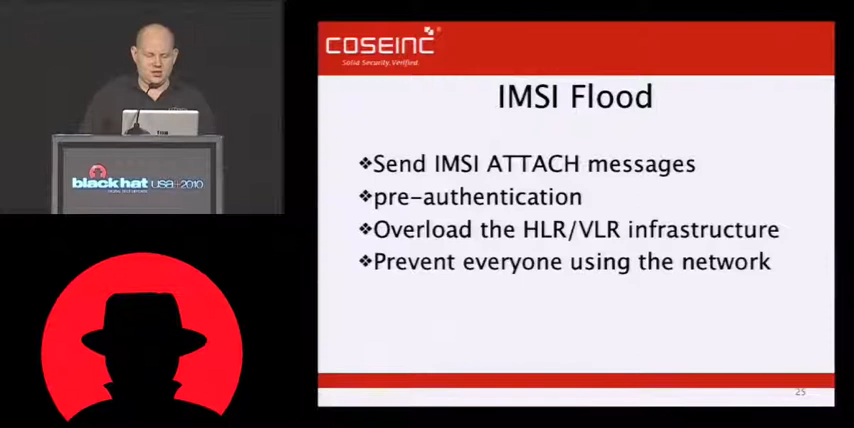 COSEINC
Solid Security. Verified.
IMSI Flood
❖Send IMSI ATTACH messages
❖pre-authentication
❖Overload the HLR/VLR infrastructure
❖Prevent everyone using the network
25
black hat USA+2010